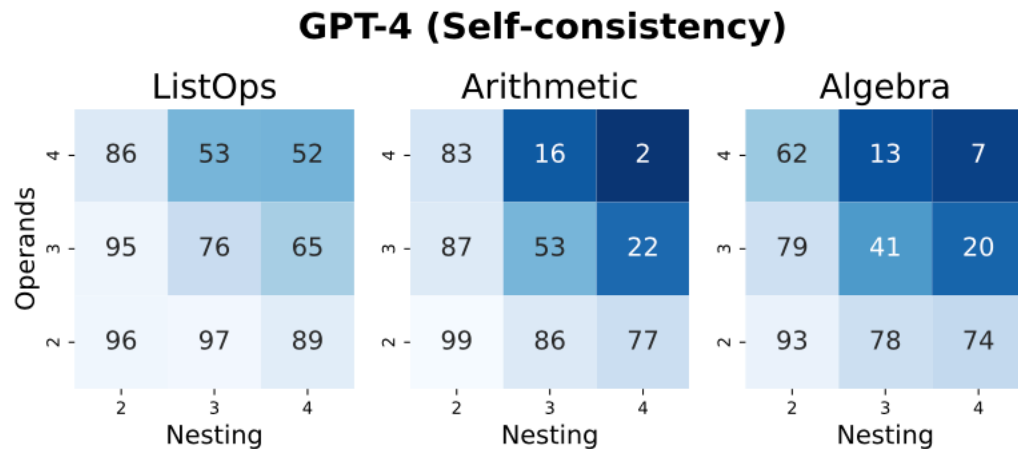 GPT-4 (Self-consistency)
ListOps Arithmetic Algebra
4 86 53 52 4 83 16 2 4 62 13 7
Operands
3 95 76 65 3 87 53 22 3 79 41 20
2 96 97 89 2 99 86 77 2 93 78 74
2 3 4 2 3 4 2 3 4
Nesting Nesting Nesting